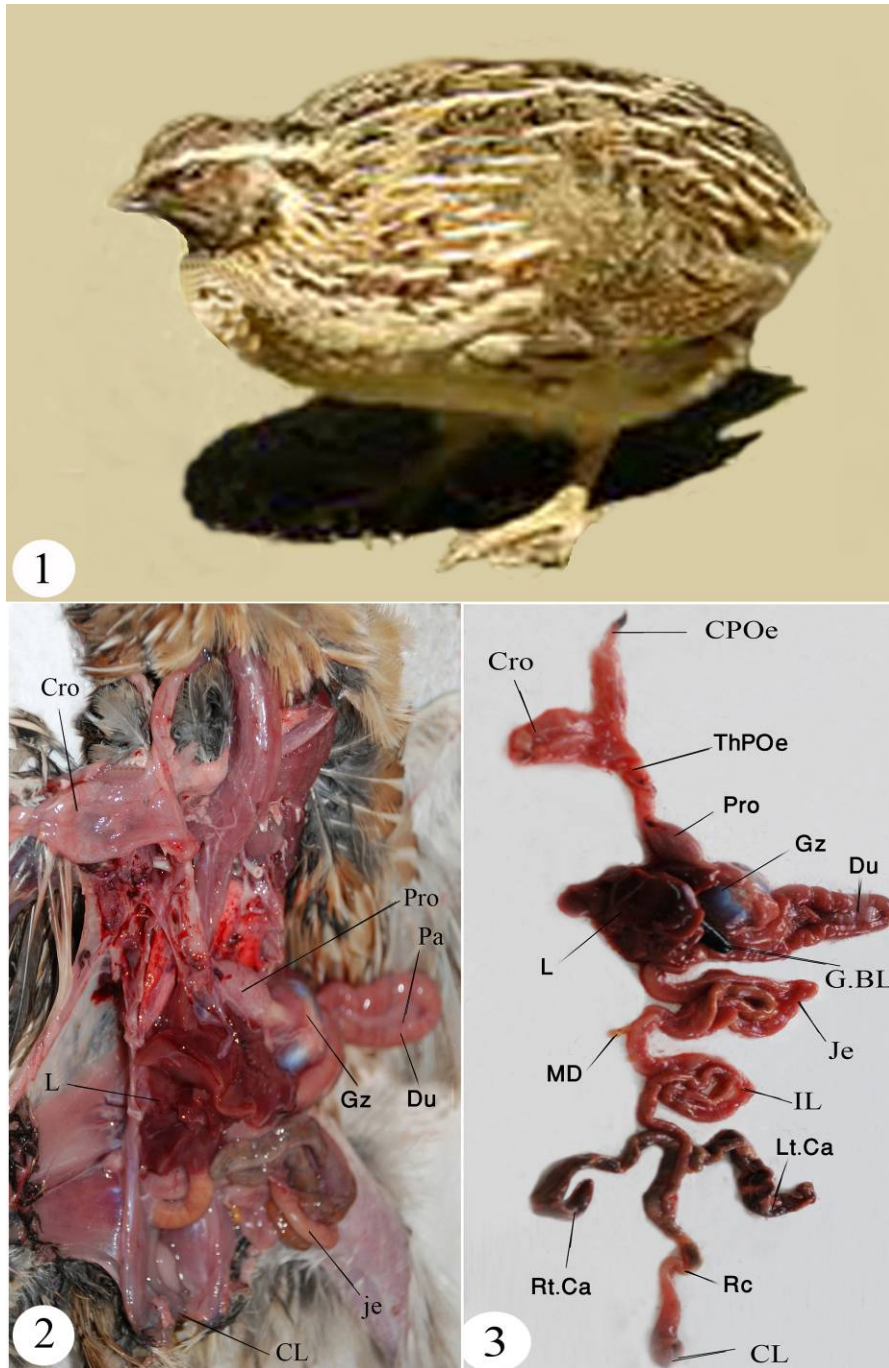 1
Cro
Pro
Pa
L
Gz
Du
je
CL
2
CPOe
Cro
ThPOe
Pro
Gz
Du
L
G.BL
Je
MD
IL
Lt.Ca
Rt.Ca
Rc
CL
3